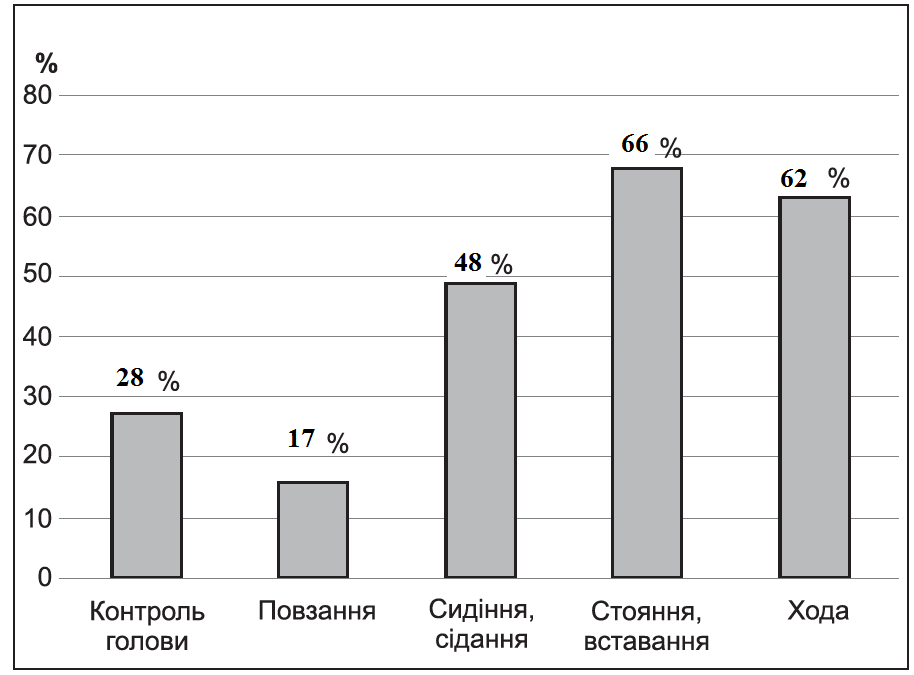 %
80
70
60
50
40
30
20
10
0
28 %
17 %
48 %
66 %
62 %
Контроль
голови
Повзання
Сидіння,
сідання
Стояння,
вставання
Хода